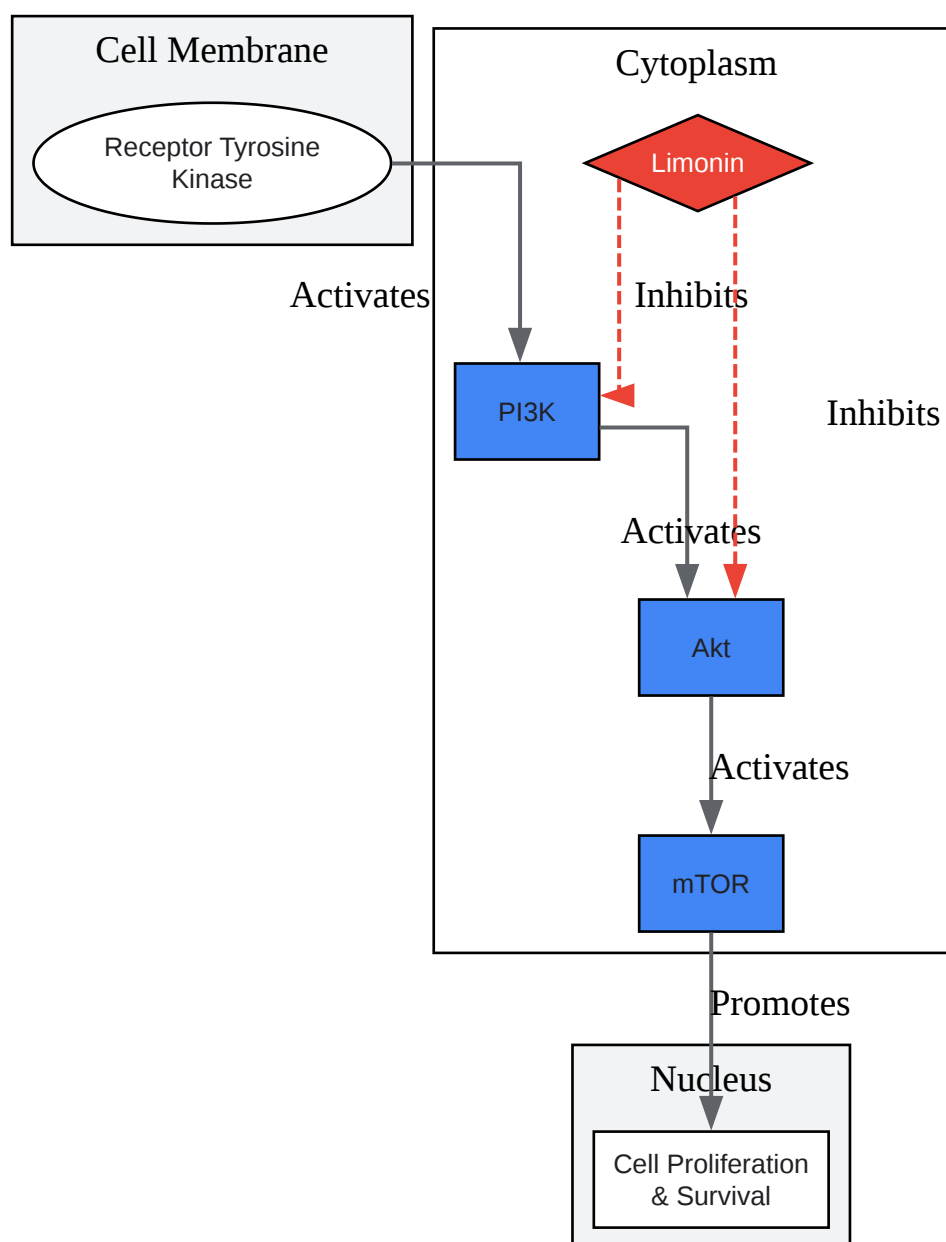 Cell Membrane
Receptor Tyrosine
Kinase
Cytoplasm
Limonin
Activates
Inhibits
PI3K
Inhibits
Activates
Akt
Activates
mTOR
Promotes
Nucleus
Cell Proliferation
& Survival